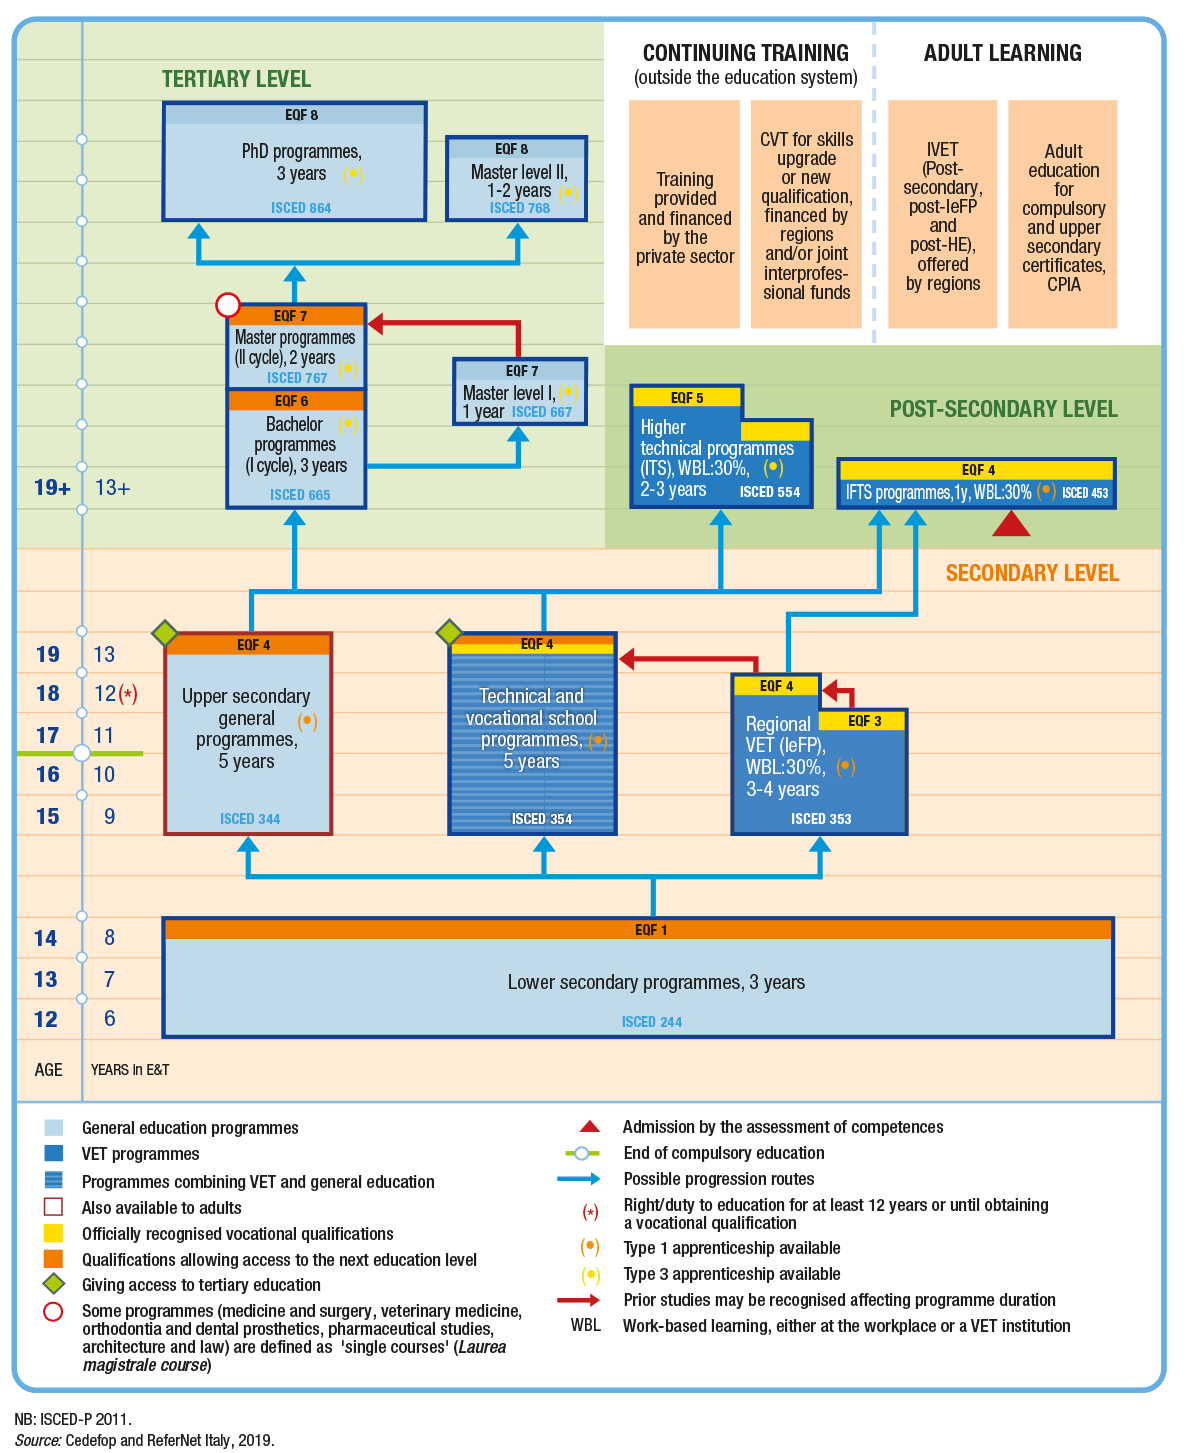 TERTIARY LEVEL
EQF 8
PhD programmes,
3 years (•)
ISCED 864
EQF 8
Master level II,
1-2 years (•)
ISCED 768
EQF 7
Master programmes
(II cycle), 2 years (•)
ISCED 767
EQF 6
Bachelor (•)
programmes
(I cycle), 3 years
ISCED 665
EQF 7
Master level I, (•)
1 year ISCED 667
CONTINUING TRAINING
(outside the education system)
Training
provided
and financed
by the
private sector
CVT for skills
upgrade
or new
qualification,
financed by
regions
and/or joint
interprofes-
sional funds
ADULT LEARNING
IVET
(Post-
secondary,
post-IeFP
and
post-HE),
offered
by regions
Adult
education
for
compulsory
and upper
secondary
certificates,
CPIA
POST-SECONDARY LEVEL
EQF 5
Higher
technical programmes
(ITS), WBL:30%, (•)
2-3 years ISCED 554
EQF 4
IFTS programmes,1y, WBL:30% (•) ISCED 453
19+ 13+
SECONDARY LEVEL
19 13
18 12(*)
17 11
16 10
15 9
EQF 4
Upper secondary
general (•)
programmes,
5 years
ISCED 344
EQF 4
Technical and
vocational school
programmes, (•)
5 years
ISCED 354
EQF 4
EQF 3
Regional
VET (IeFP),
WBL:30%, (•)
3-4 years
ISCED 353
14 8
13 7
12 6
EQF 1
Lower secondary programmes, 3 years
ISCED 244
AGE YEARS in E&T
General education programmes
VET programmes
Programmes combining VET and general education
Also available to adults
Officially recognised vocational qualifications
Qualifications allowing access to the next education level
Giving access to tertiary education
Some programmes (medicine and surgery, veterinary medicine,
orthodontia and dental prosthetics, pharmaceutical studies,
architecture and law) are defined as 'single courses' (Laurea
magistrale course)
Admission by the assessment of competences
End of compulsory education
Possible progression routes
(*) Right/duty to education for at least 12 years or until obtaining
a vocational qualification
(•) Type 1 apprenticeship available
(•) Type 3 apprenticeship available
Prior studies may be recognised affecting programme duration
WBL Work-based learning, either at the workplace or a VET institution
NB: ISCED-P 2011.
Source: Cedefop and ReferNet Italy, 2019.